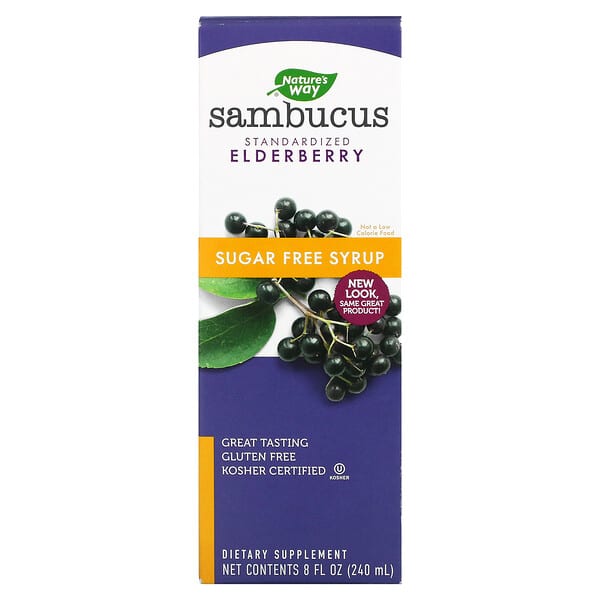 Nature's
Way
sambucus
STANDARDIZED
ELDERBERRY
Not a Low
Calorie Food
SUGAR FREE SYRUP
NEW
LOOK,
SAME GREAT
PRODUCT!
GREAT TASTING
GLUTEN FREE
KOSHER CERTIFIED
U
KOSHER
DIETARY SUPPLEMENT
NET CONTENTS 8 FL OZ (240 mL)